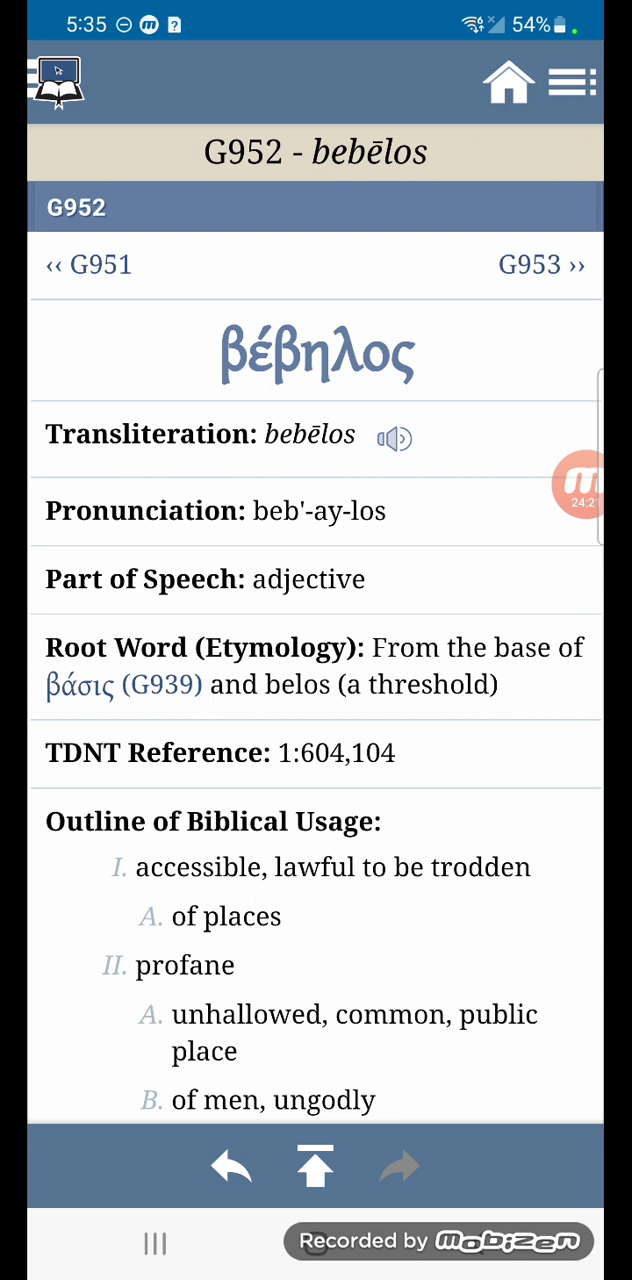 5:35 54%
G952 - bebēlos
G952
‹‹ G951 G953 ››
βέβηλος
Transliteration: bebēlos
Pronunciation: beb'-ay-los
24:21
Part of Speech: adjective
Root Word (Etymology): From the base of
βάσις (G939) and belos (a threshold)
TDNT Reference: 1:604,104
Outline of Biblical Usage:
I. accessible, lawful to be trodden
A. of places
II. profane
A. unhallowed, common, public
place
B. of men, ungodly
Recorded by mobizen